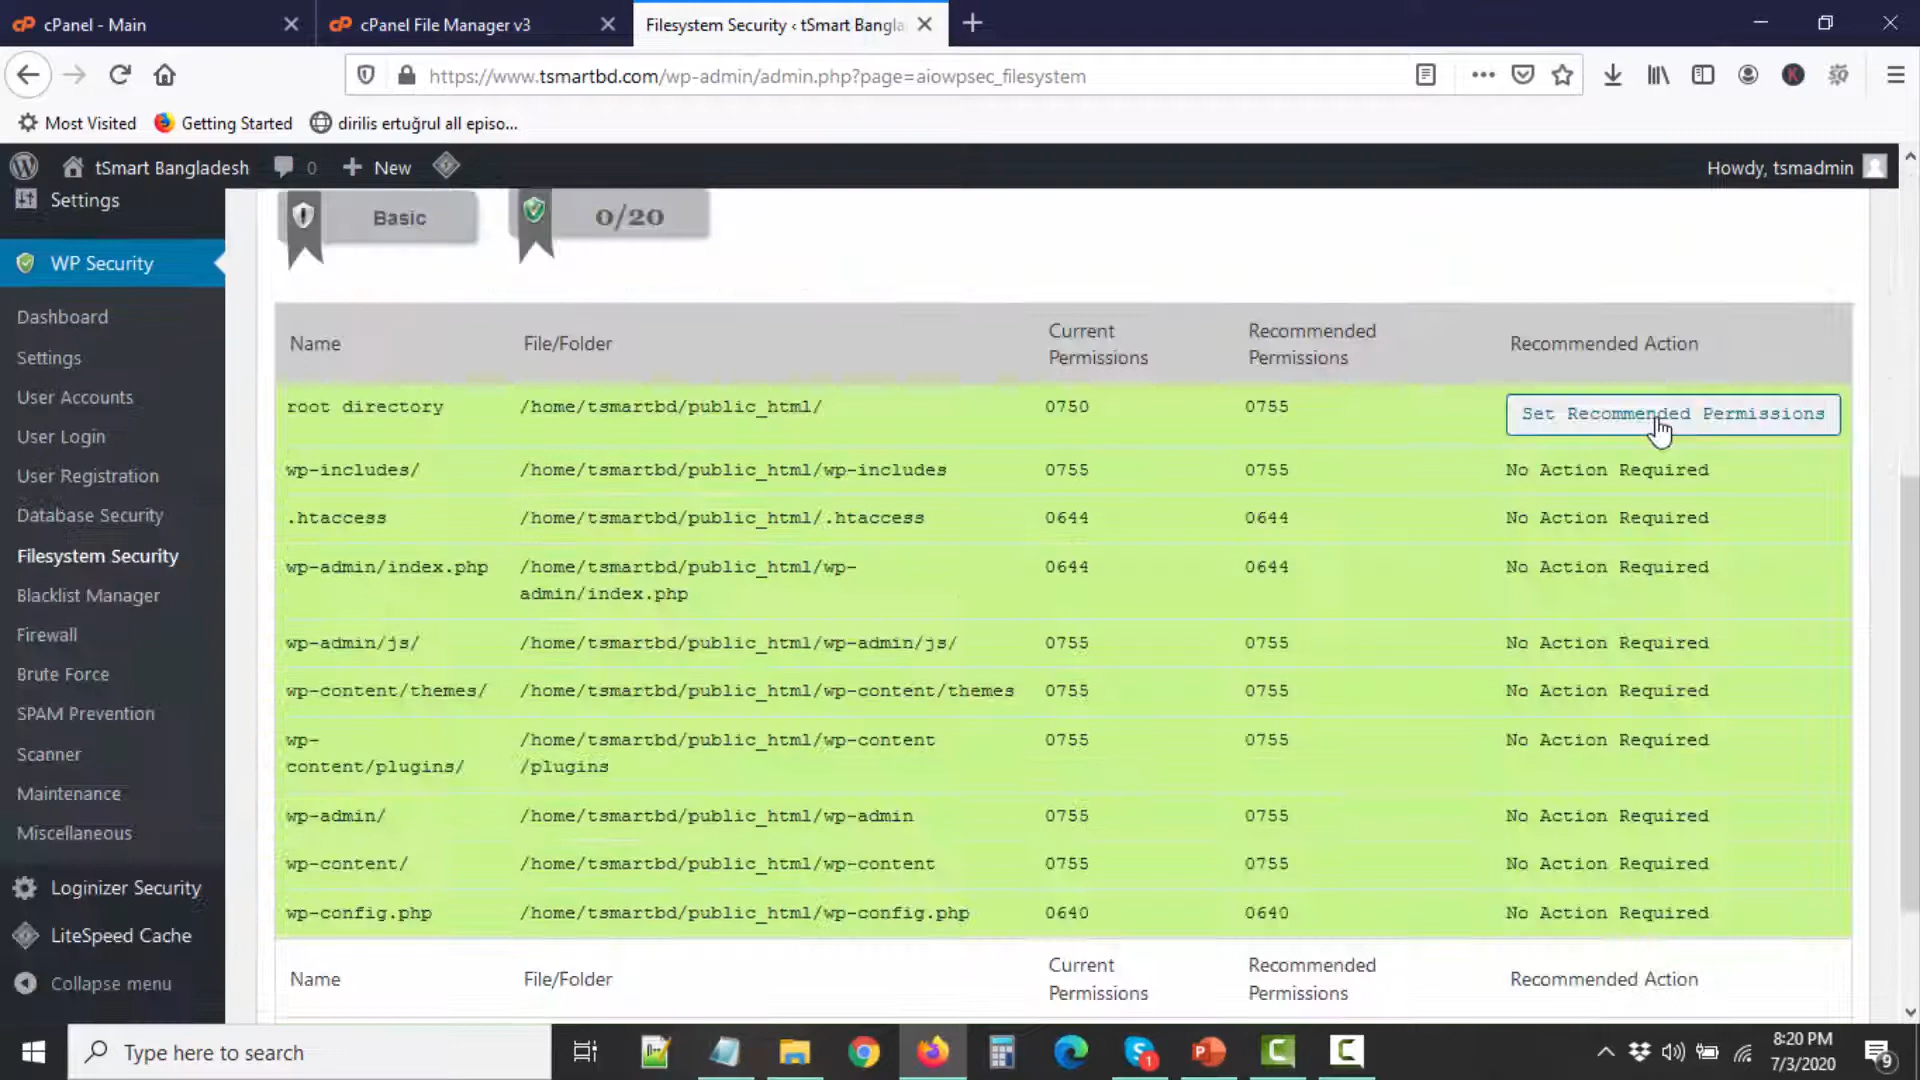 cPanel - Main
cPanel File Manager v3
Filesystem Security ‹ tSmart Bangla
https://www.tsmartbd.com/wp-admin/admin.php?page=aiowpsec_filesystem
Most Visited
Getting Started
dirilis ertuğrul all episo...
tSmart Bangladesh
0
New
Howdy, tsmadmin
Settings
WP Security
Dashboard
Settings
User Accounts
User Login
User Registration
Database Security
Filesystem Security
Blacklist Manager
Firewall
Brute Force
SPAM Prevention
Scanner
Maintenance
Miscellaneous
Loginizer Security
LiteSpeed Cache
Collapse menu
Basic
0/20
Name File/Folder Current Permissions Recommended Permissions Recommended Action
root directory /home/tsmartbd/public_html/ 0750 0755 Set Recommended Permissions
wp-includes/ /home/tsmartbd/public_html/wp-includes 0755 0755 No Action Required
.htaccess /home/tsmartbd/public_html/.htaccess 0644 0644 No Action Required
wp-admin/index.php /home/tsmartbd/public_html/wp-admin/index.php 0644 0644 No Action Required
wp-admin/js/ /home/tsmartbd/public_html/wp-admin/js/ 0755 0755 No Action Required
wp-content/themes/ /home/tsmartbd/public_html/wp-content/themes 0755 0755 No Action Required
wp-content/plugins/ /home/tsmartbd/public_html/wp-content/plugins 0755 0755 No Action Required
wp-admin/ /home/tsmartbd/public_html/wp-admin 0755 0755 No Action Required
wp-content/ /home/tsmartbd/public_html/wp-content 0755 0755 No Action Required
wp-config.php /home/tsmartbd/public_html/wp-config.php 0640 0640 No Action Required
Name File/Folder Current Permissions Recommended Permissions Recommended Action
Type here to search
8:20 PM
7/3/2020
1
9